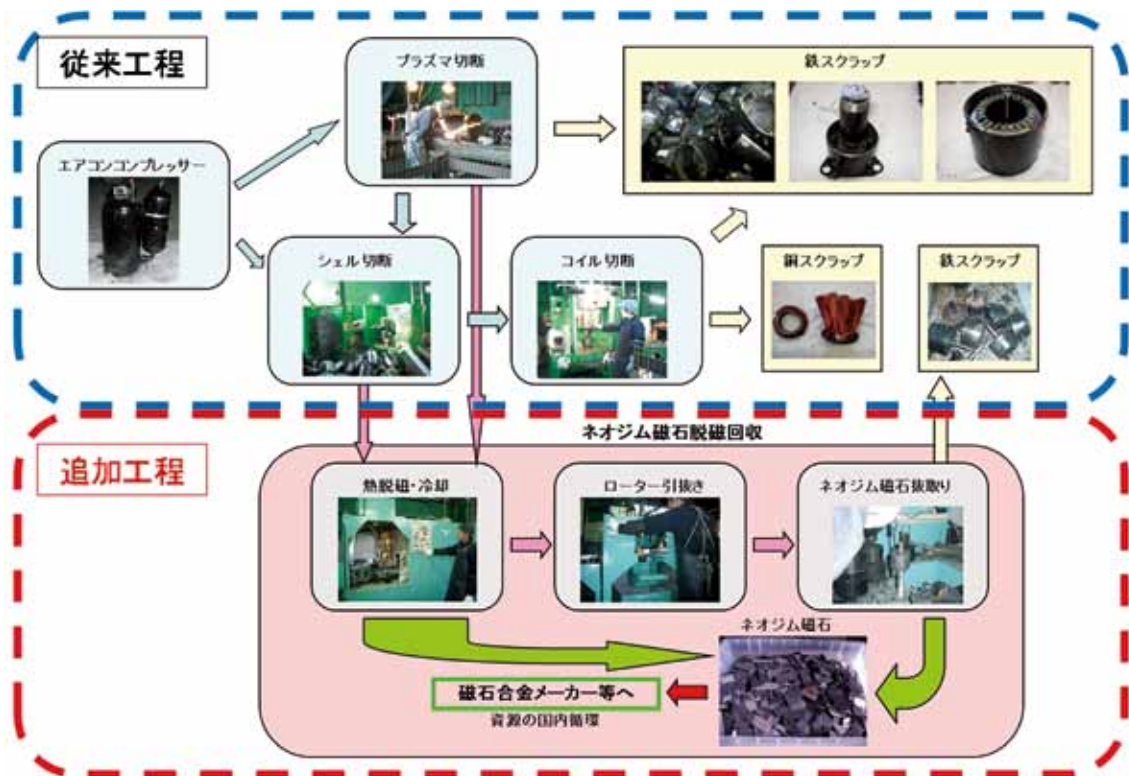 従来工程
プラズマ切断
鉄スクラップ
エアコンコンプレッサー
シェル切断
コイル切断
銅スクラップ
鉄スクラップ
ネオジム磁石脱磁回収
追加工程
熱脱磁・冷却
ローター引抜き
ネオジム磁石抜取り
ネオジム磁石
磁石合金メーカー等へ
資源の国内循環